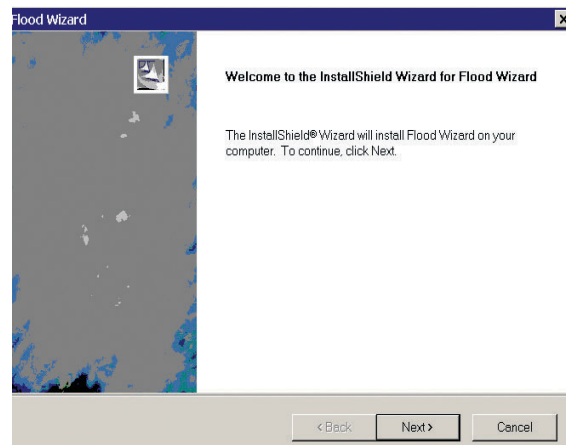 Flood Wizard
Welcome to the InstallShield Wizard for Flood Wizard
The InstallShield® Wizard will install Flood Wizard on your
computer. To continue, click Next.
< Back
Next >
Cancel